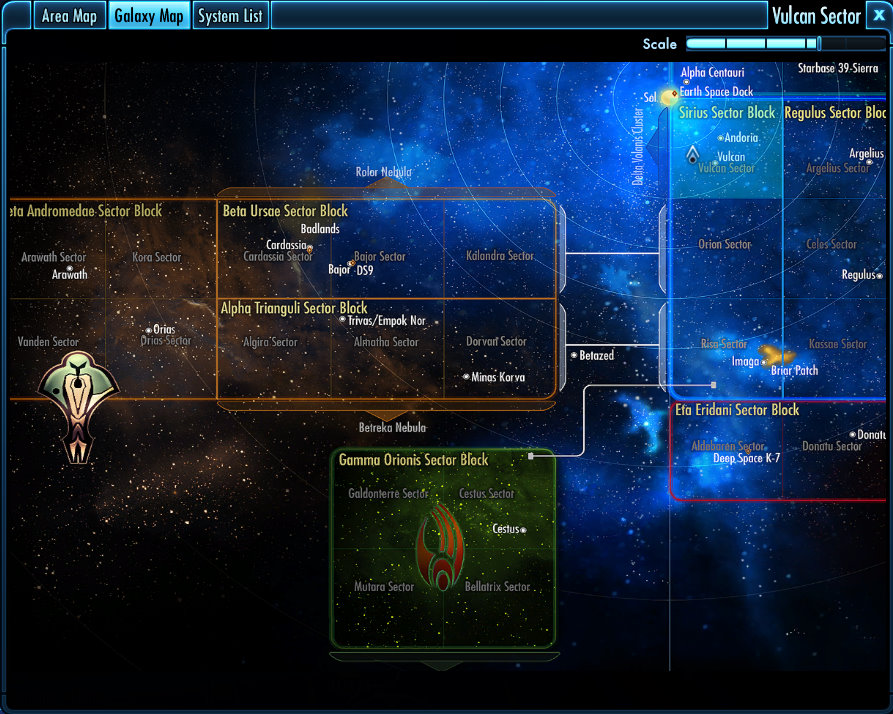 Area Map
Galaxy Map
System List
Vulcan Sector
X
Scale
Alpha Centauri
Starbase 39-Sierra
Sol
Earth Space Dock
Sirius Sector Block
Regulus Sector Bloc
Delta Volanis Cluster
Andoria
Vulcan
Vulcan Sector
Argelius
Argelius Sector
Rolor Nebula
eta Andromedae Sector Block
Beta Ursae Sector Block
Badlands
Cardassia
Cardassia Sector
Arawath Sector
Arawath
Kora Sector
Bajor Sector
Bajor
DS9
Kalandra Sector
Orion Sector
Celes Sector
Regulus
Alpha Trianguli Sector Block
Trivas/Empok Nor
Orias
Orias Sector
Vanden Sector
Algira Sector
Almatha Sector
Dorvan Sector
Minas Korva
Betazed
Risa Sector
Kassae Sector
Imaga
Briar Patch
Betreka Nebula
Eta Eridani Sector Block
Aldebaren Sector
Deep Space K-7
Donatu
Donatu Sector
Gamma Orionis Sector Block
Galdonterre Sector
Cestus Sector
Cestus
Mutara Sector
Bellatrix Sector